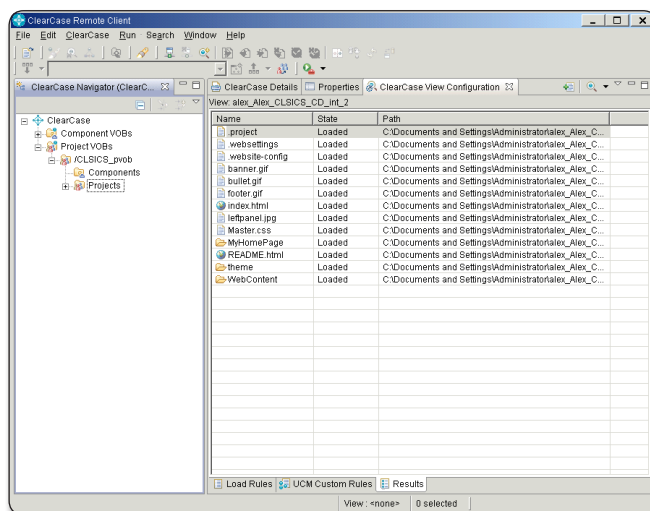 ClearCase Remote Client
File Edit ClearCase Run Search Window Help
ClearCase Navigator (ClearC...
ClearCase Details Properties ClearCase View Configuration
View: alex_Alex_CLSICS_CD_int_2
ClearCase
Component VOBs
Project VOBs
/CLSICS_pvob
Components
Projects
Name State Path
.project Loaded C:\Documents and Settings\Administrator\alex_Alex_C...
.websettings Loaded C:\Documents and Settings\Administrator\alex_Alex_C...
.website-config Loaded C:\Documents and Settings\Administrator\alex_Alex_C...
banner.gif Loaded C:\Documents and Settings\Administrator\alex_Alex_C...
bullet.gif Loaded C:\Documents and Settings\Administrator\alex_Alex_C...
footer.gif Loaded C:\Documents and Settings\Administrator\alex_Alex_C...
index.html Loaded C:\Documents and Settings\Administrator\alex_Alex_C...
leftpanel.jpg Loaded C:\Documents and Settings\Administrator\alex_Alex_C...
Master.css Loaded C:\Documents and Settings\Administrator\alex_Alex_C...
MyHomePage Loaded C:\Documents and Settings\Administrator\alex_Alex_C...
README.html Loaded C:\Documents and Settings\Administrator\alex_Alex_C...
theme Loaded C:\Documents and Settings\Administrator\alex_Alex_C...
WebContent Loaded C:\Documents and Settings\Administrator\alex_Alex_C...
Load Rules UCM Custom Rules Results
View : <none> 0 selected